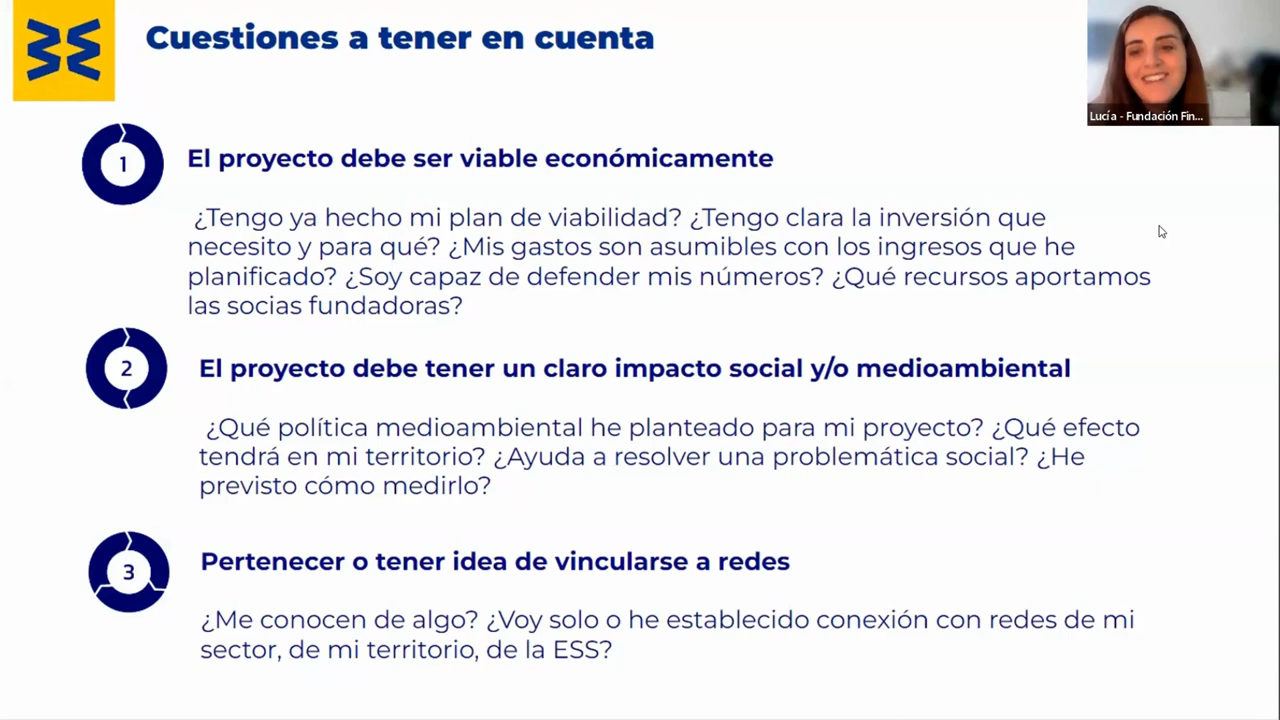 Cuestiones a tener en cuenta
Lucía - Fundación Fin...
1
El proyecto debe ser viable económicamente
¿Tengo ya hecho mi plan de viabilidad? ¿Tengo clara la inversión que
necesito y para qué? ¿Mis gastos son asumibles con los ingresos que he
planificado? ¿Soy capaz de defender mis números? ¿Qué recursos aportamos
las socias fundadoras?
2
El proyecto debe tener un claro impacto social y/o medioambiental
¿Qué política medioambiental he planteado para mi proyecto? ¿Qué efecto
tendrá en mi territorio? ¿Ayuda a resolver una problemática social? ¿He
previsto cómo medirlo?
3
Pertenecer o tener idea de vincularse a redes
¿Me conocen de algo? ¿Voy solo o he establecido conexión con redes de mi
sector, de mi territorio, de la ESS?